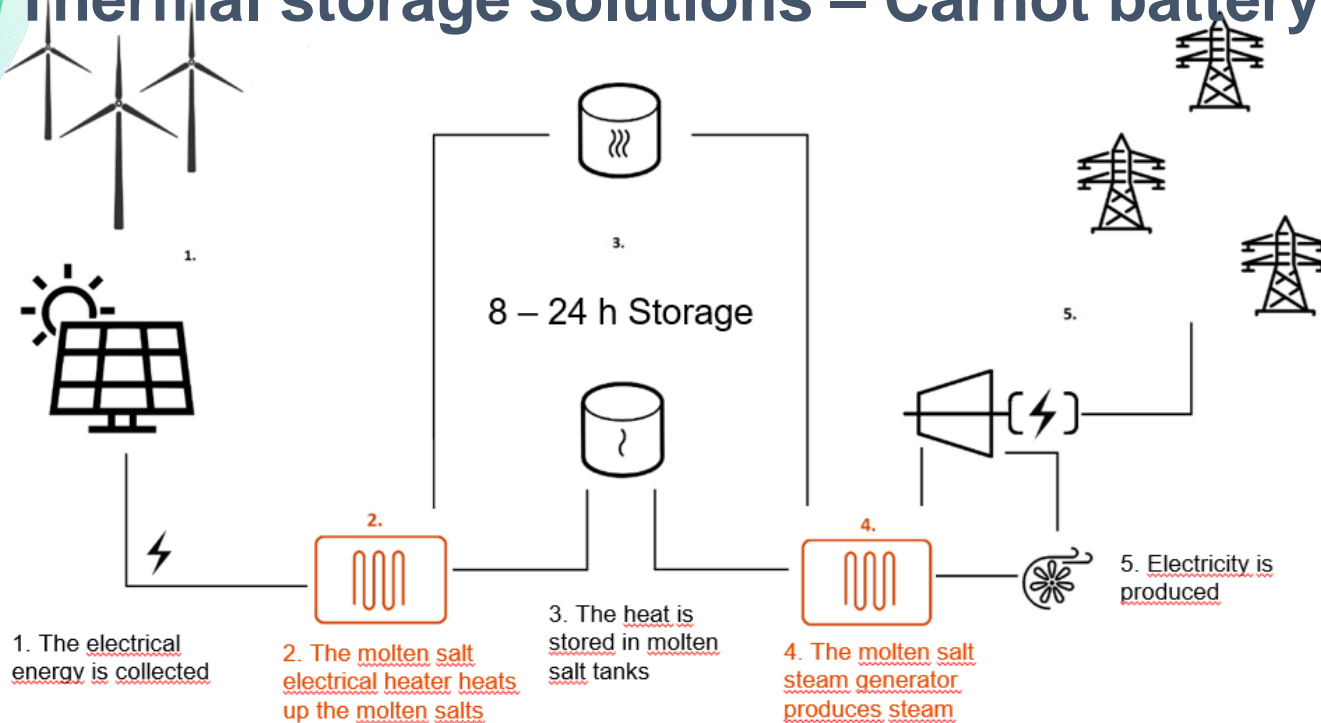 Thermal storage solutions – Carnot battery
1.
3.
8 – 24 h Storage
5.
2.
4.
1. The electrical
energy is collected
2. The molten salt
electrical heater heats
up the molten salts
3. The heat is
stored in molten
salt tanks
4. The molten salt
steam generator
produces steam
5. Electricity is
produced